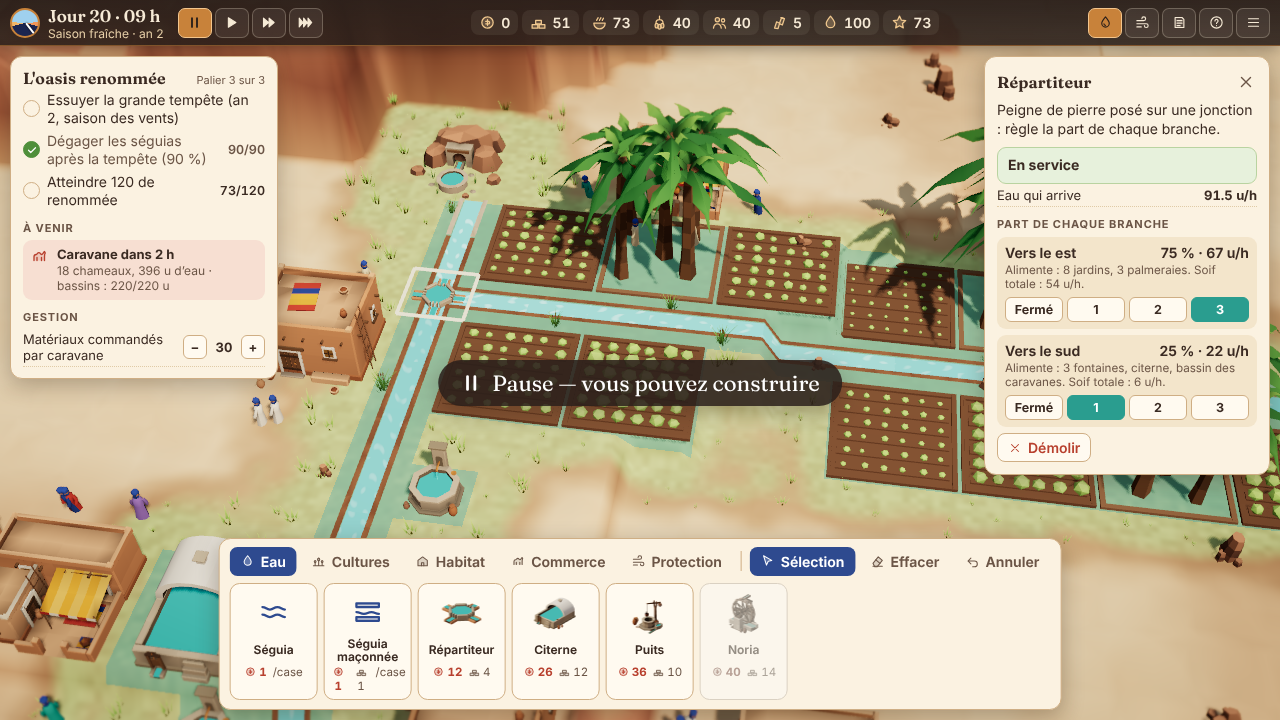 Jour 20 · 09 h
Saison fraîche · an 2
0 51 73 40 40 5 100 73
L'oasis renommée Palier 3 sur 3
Essuyer la grande tempête (an
2, saison des vents)
Dégager les séguias
après la tempête (90 %) 90/90
Atteindre 120 de
renommée 73/120
À VENIR
Caravane dans 2 h
18 chameaux, 396 u d'eau ·
bassins : 220/220 u
GESTION
Matériaux commandés
par caravane − 30 +
Répartiteur
Peigne de pierre posé sur une jonction
: règle la part de chaque branche.
En service
Eau qui arrive 91.5 u/h
PART DE CHAQUE BRANCHE
Vers le est 75 % · 67 u/h
Alimente : 8 jardins, 3 palmeraies. Soif
totale : 54 u/h.
Fermé 1 2 3
Vers le sud 25 % · 22 u/h
Alimente : 3 fontaines, citerne, bassin des
caravanes. Soif totale : 6 u/h.
Fermé 1 2 3
Démolir
Pause — vous pouvez construire
Eau Cultures Habitat Commerce Protection Sélection Effacer Annuler
Séguia
1 /case
Séguia
maçonnée
1 1 /case
Répartiteur
12 4
Citerne
26 12
Puits
36 10
Noria
40 14